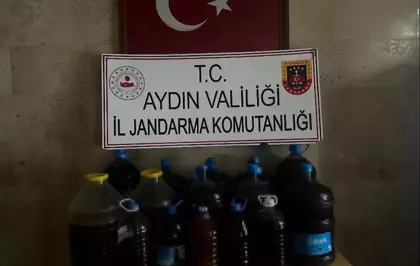 T.C.
AYDIN VALİLİĞİ
İL JANDARMA KOMUTANLIĞI